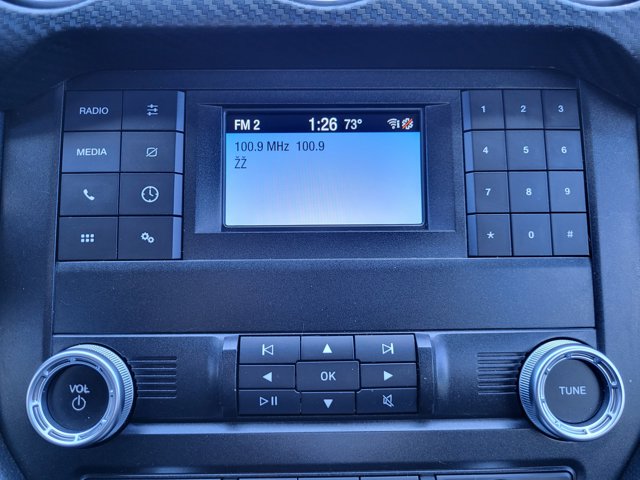 RADIO
MEDIA
FM 2 1:26 73°
100.9 MHz 100.9
ŽŽ
1 2 3
4 5 6
7 8 9
* 0 #
OK
VOL
TUNE